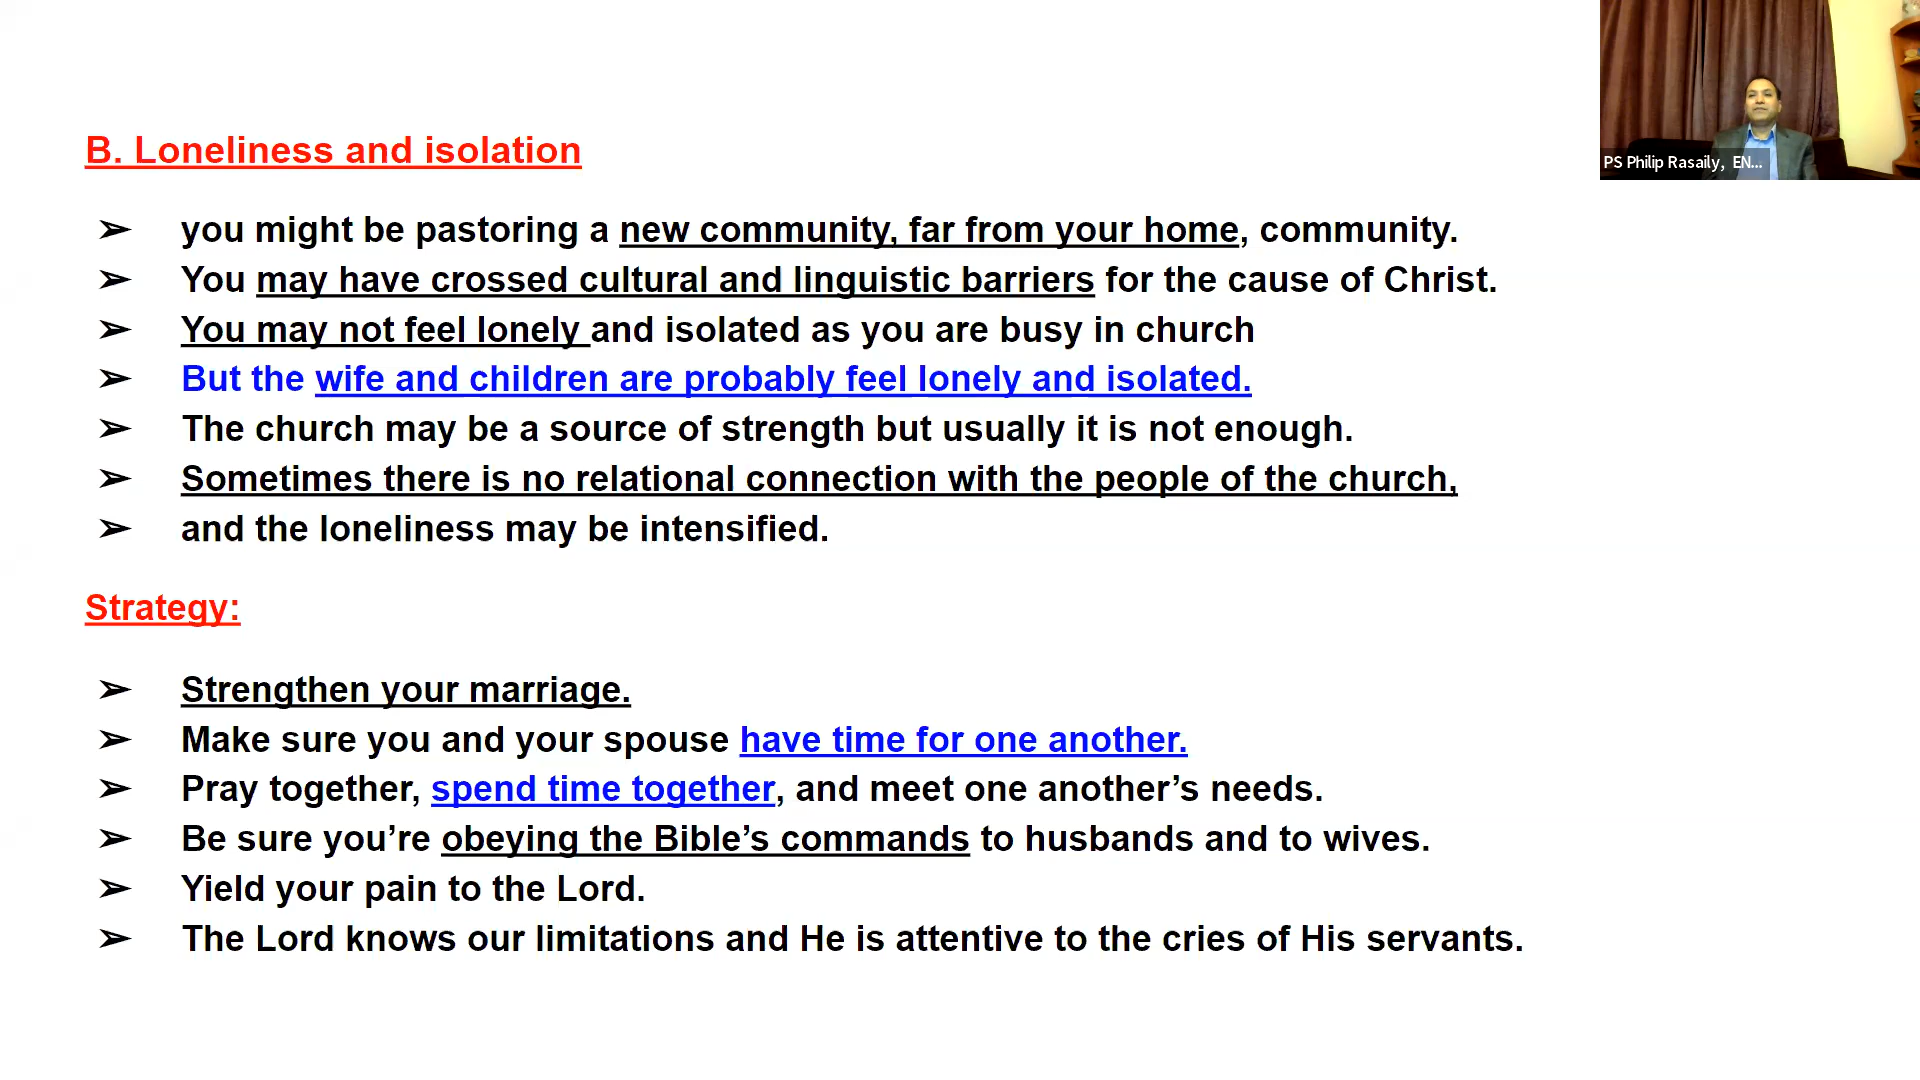 PS Philip Rasaily, EN...
B. Loneliness and isolation
➢ you might be pastoring a new community, far from your home, community.
➢ You may have crossed cultural and linguistic barriers for the cause of Christ.
➢ You may not feel lonely and isolated as you are busy in church
➢ But the wife and children are probably feel lonely and isolated.
➢ The church may be a source of strength but usually it is not enough.
➢ Sometimes there is no relational connection with the people of the church,
➢ and the loneliness may be intensified.
Strategy:
➢ Strengthen your marriage.
➢ Make sure you and your spouse have time for one another.
➢ Pray together, spend time together, and meet one another’s needs.
➢ Be sure you’re obeying the Bible’s commands to husbands and to wives.
➢ Yield your pain to the Lord.
➢ The Lord knows our limitations and He is attentive to the cries of His servants.